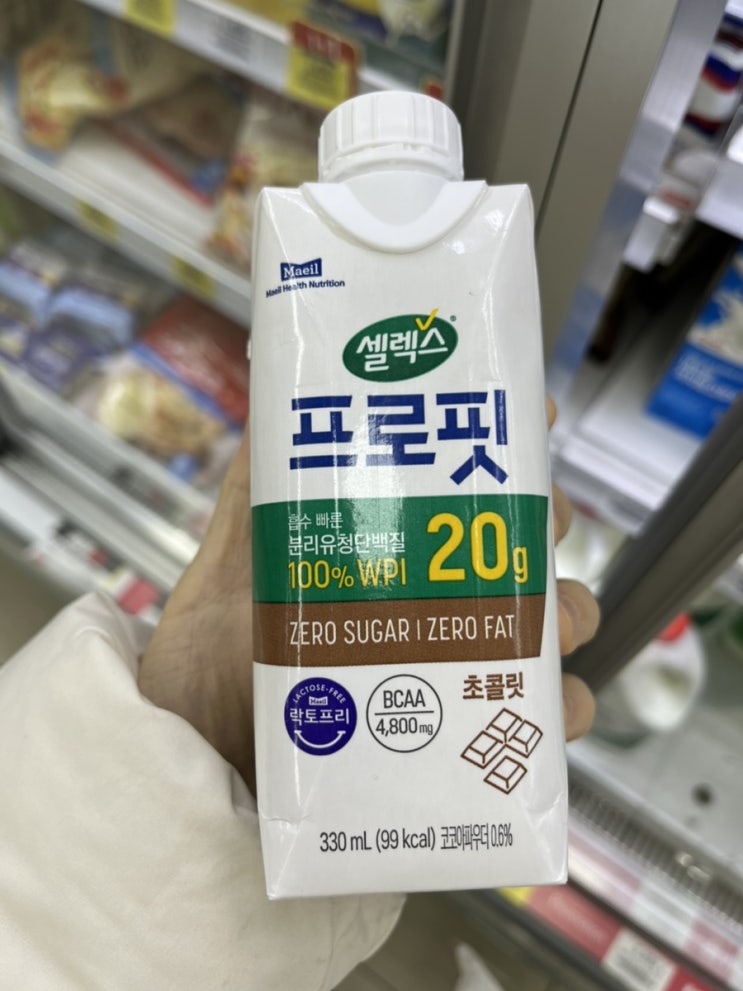 Maeil
Maeil Health Nutrition
셀렉스®
프로핏
흡수 빠른
분리유청단백질
100% WPI
20g
ZERO SUGAR | ZERO FAT
LACTOSE-FREE
Maeil
락토프리
BCAA
4,800mg
초콜릿
330 mL (99 kcal) 코코아파우더 0.6%